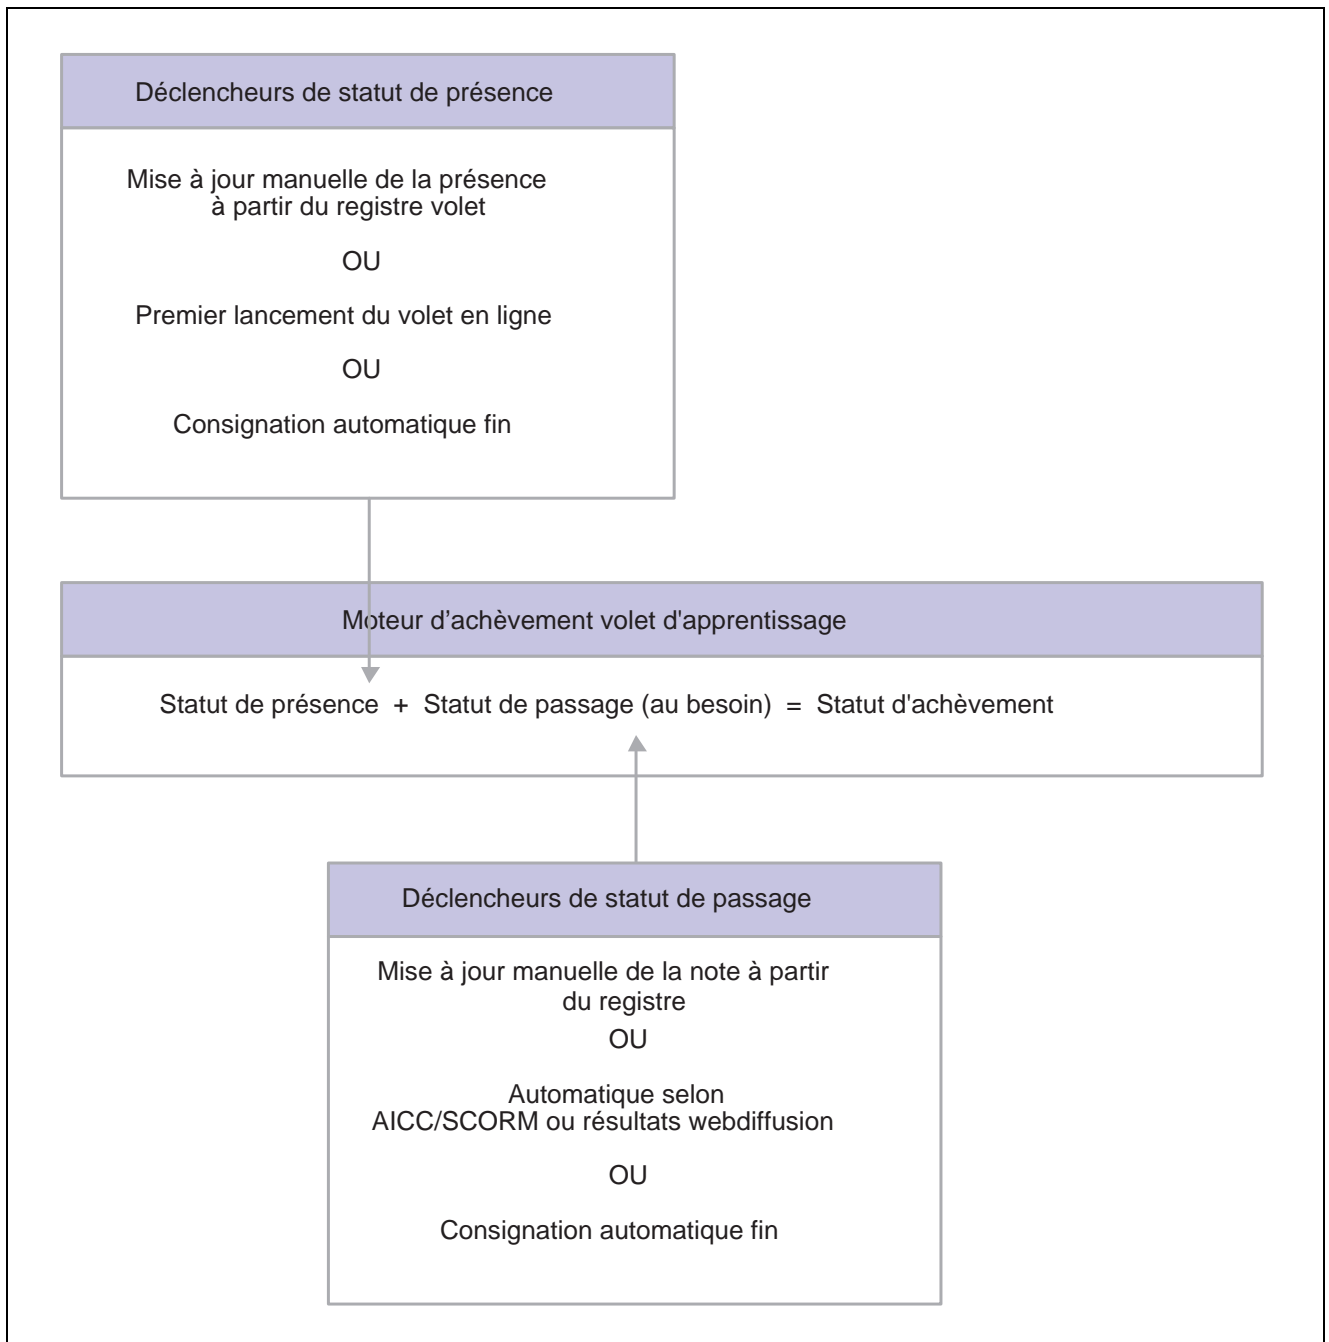 Déclencheurs de statut de présence
Mise à jour manuelle de la présence
à partir du registre volet
OU
Premier lancement du volet en ligne
OU
Consignation automatique fin
Moteur d’achèvement volet d'apprentissage
Statut de présence + Statut de passage (au besoin) = Statut d'achèvement
Déclencheurs de statut de passage
Mise à jour manuelle de la note à partir
du registre
OU
Automatique selon
AICC/SCORM ou résultats webdiffusion
OU
Consignation automatique fin